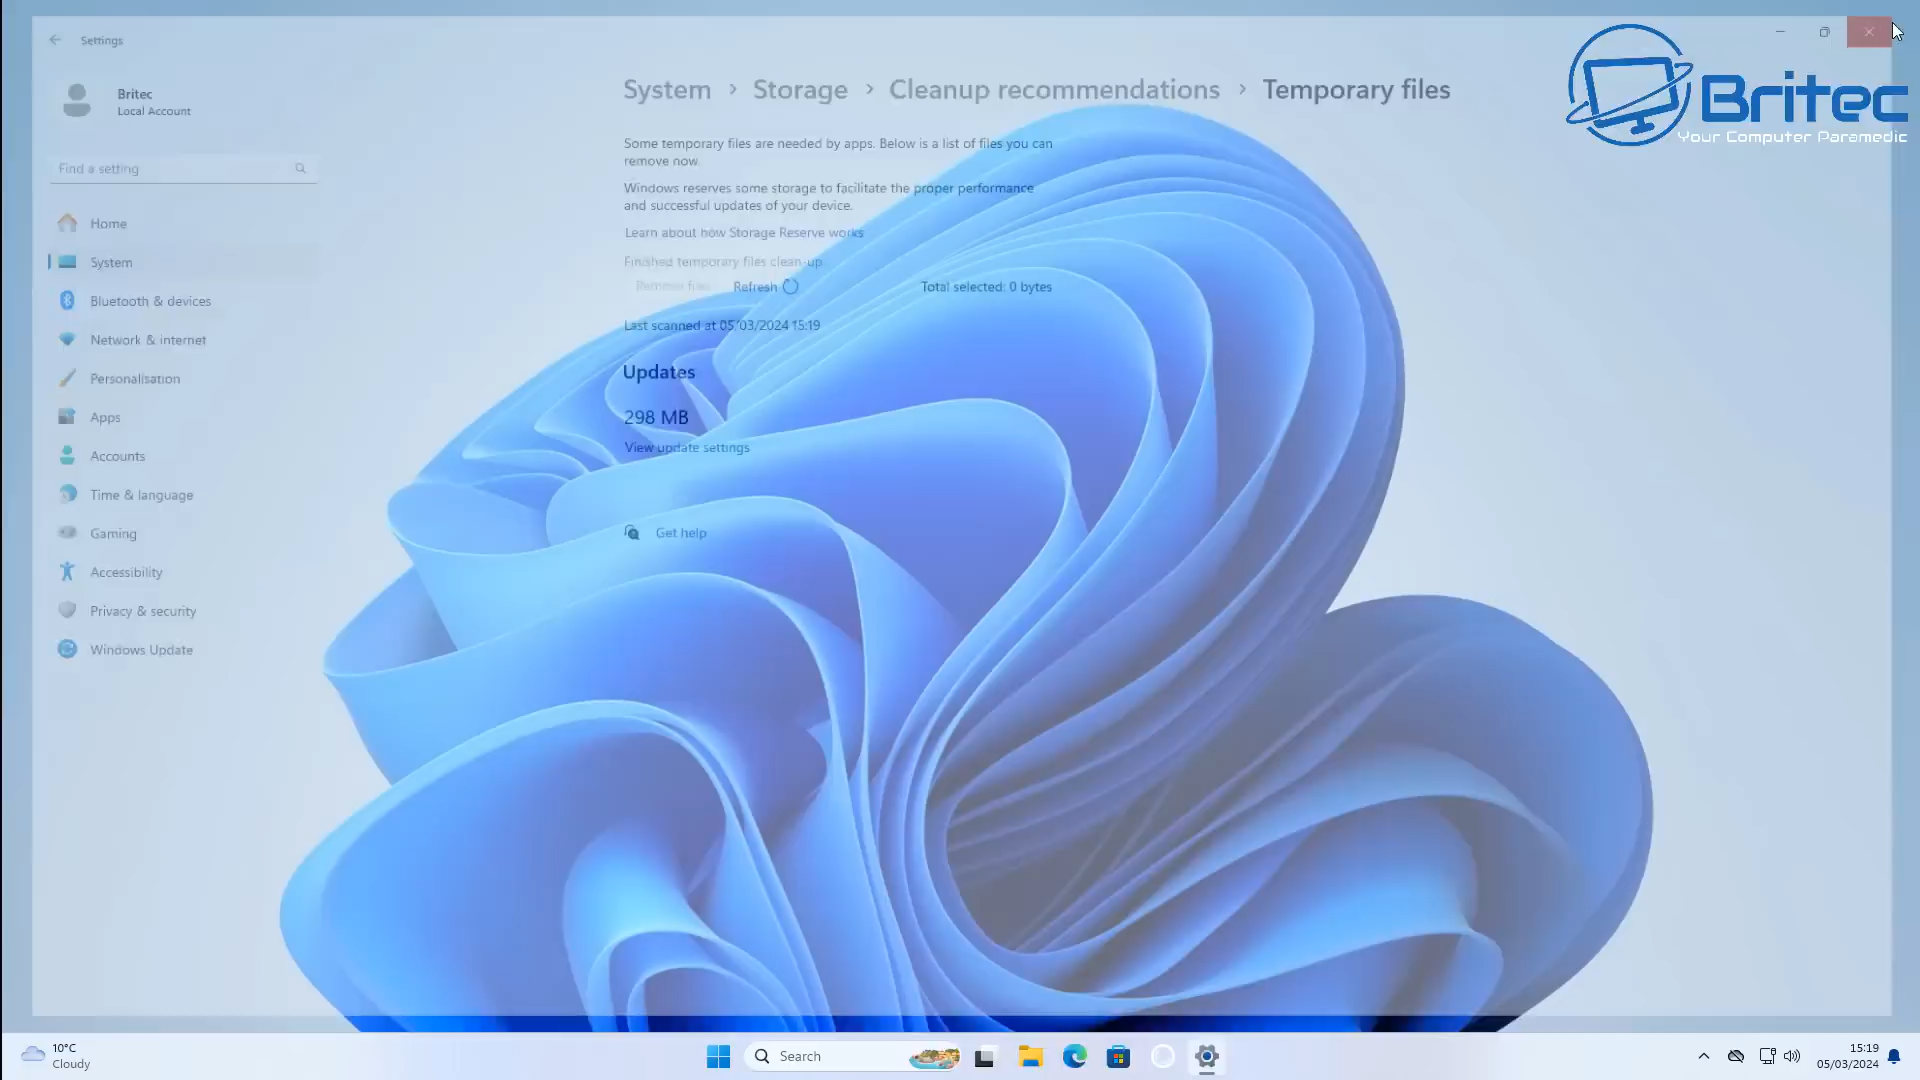 Settings
Britec
Local Account
Find a setting
Home
System
Bluetooth & devices
Network & internet
Personalisation
Apps
Accounts
Time & language
Gaming
Accessibility
Privacy & security
Windows Update
System > Storage > Cleanup recommendations > Temporary files
Some temporary files are needed by apps. Below is a list of files you can
remove now.
Windows reserves some storage to facilitate the proper performance
and successful updates of your device.
Learn about how Storage Reserve works
Finished temporary files clean-up
Remove files Refresh Total selected: 0 bytes
Last scanned at 05/03/2024 15:19
Updates
298 MB
View update settings
Get help
Britec
Your Computer Paramedic
10°C
Cloudy
Search
15:19
05/03/2024